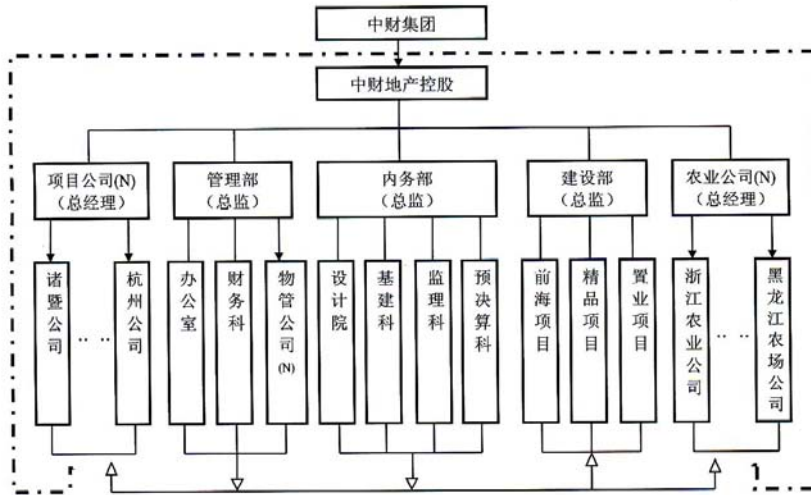 中财集团
中财地产控股
项目公司(N)
（总经理）
管理部
（总监）
内务部
（总监）
建设部
（总监）
农业公司(N)
（总经理）
诸暨公司
‥ ‥
杭州公司
办公室
财务科
物管公司(N)
设计院
基建科
监理科
预决算科
前海项目
精品项目
置业项目
浙江农业公司
‥ ‥
黑龙江农场公司